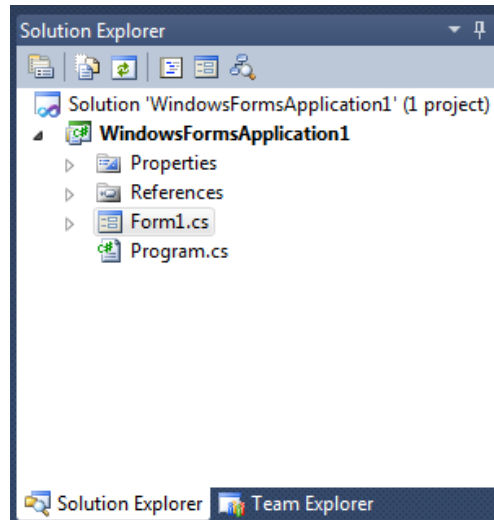 Solution Explorer
Solution 'WindowsFormsApplication1' (1 project)
WindowsFormsApplication1
Properties
References
Form1.cs
Program.cs
Solution Explorer Team Explorer